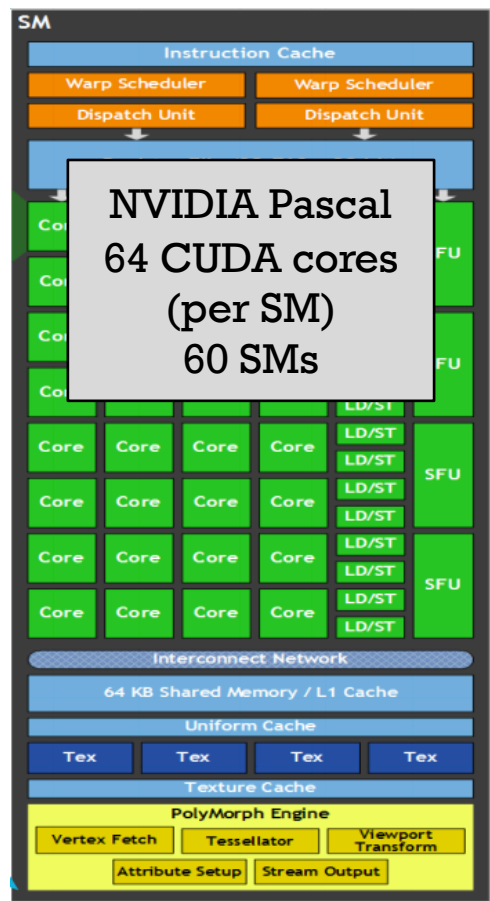 SM
Instruction Cache
Warp Scheduler Warp Scheduler
Dispatch Unit Dispatch Unit
NVIDIA Pascal
64 CUDA cores
(per SM)
60 SMs
LD/ST
LD/ST
Core Core Core Core
LD/ST
SFU
LD/ST
Core Core Core Core
LD/ST
LD/ST
Core Core Core Core
LD/ST
SFU
LD/ST
Core Core Core Core
LD/ST
Interconnect Network
64 KB Shared Memory / L1 Cache
Uniform Cache
Tex Tex Tex Tex
Texture Cache
PolyMorph Engine
Vertex Fetch Tessellator Viewport
Transform
Attribute Setup Stream Output